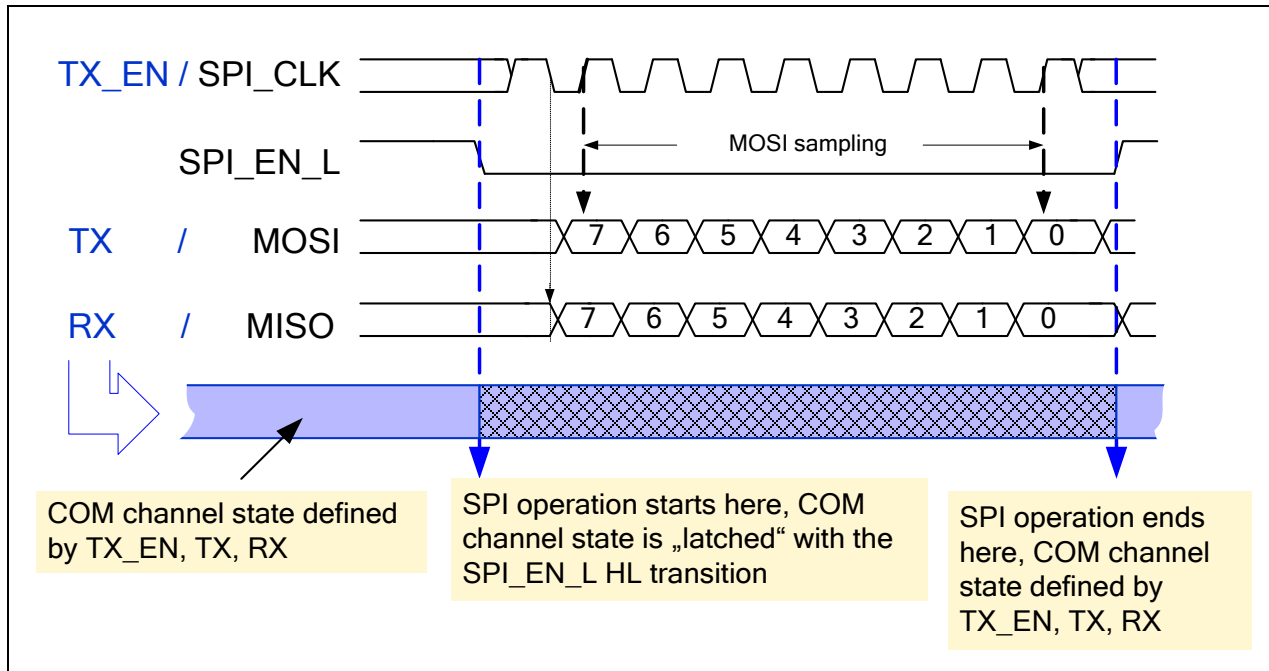 TX_EN / SPI_CLK
SPI_EN_L
MOSI sampling
TX / MOSI
7 6 5 4 3 2 1 0
RX / MISO
7 6 5 4 3 2 1 0
COM channel state defined
by TX_EN, TX, RX
SPI operation starts here, COM
channel state is „latched“ with the
SPI_EN_L HL transition
SPI operation ends
here, COM channel
state defined by
TX_EN, TX, RX